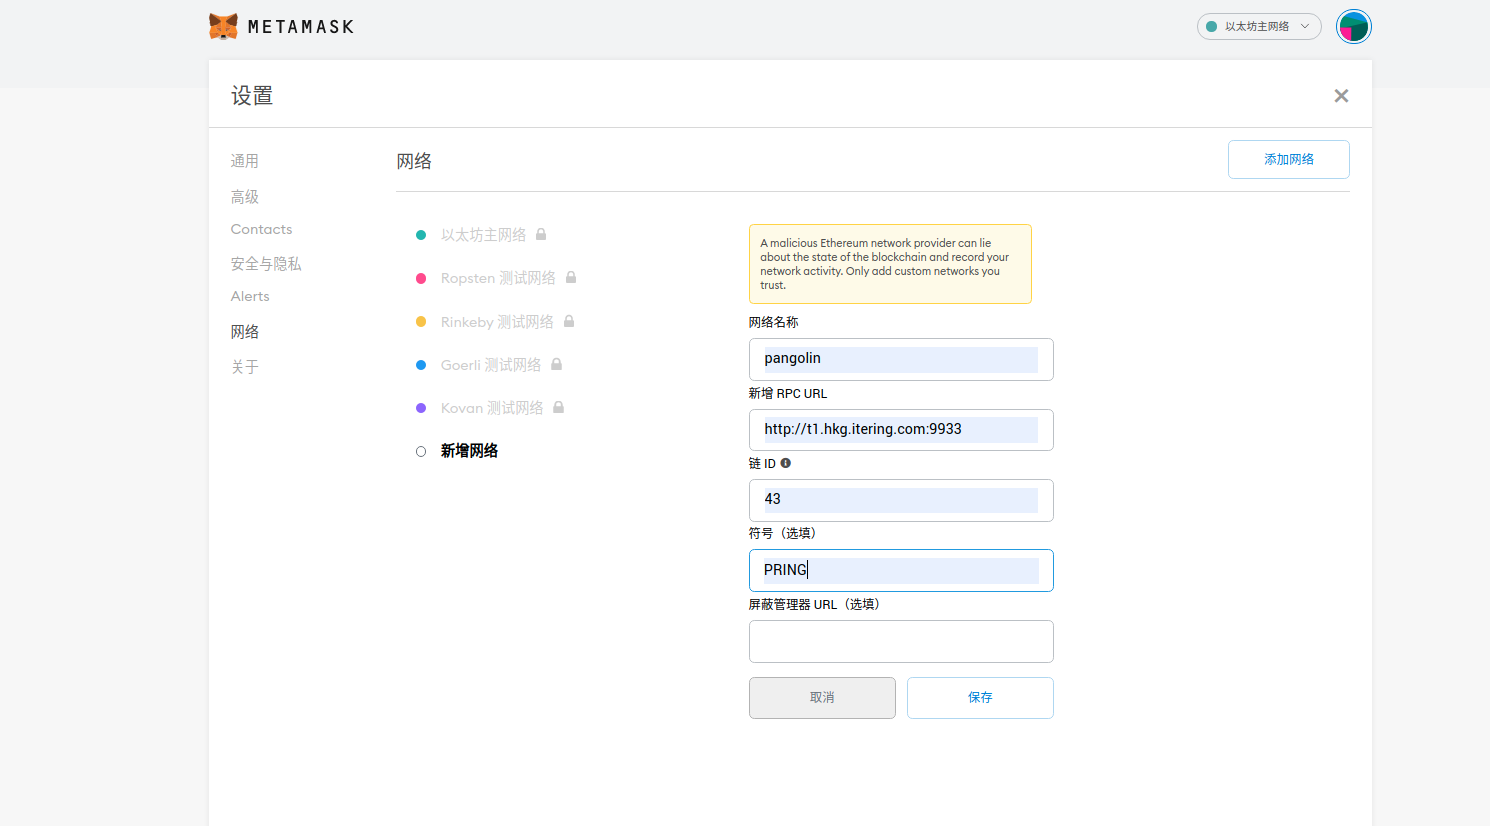 METAMASK
以太坊主网络
设置
通用
高级
Contacts
安全与隐私
Alerts
网络
关于
网络
添加网络
以太坊主网络
Ropsten 测试网络
Rinkeby 测试网络
Goerli 测试网络
Kovan 测试网络
新增网络
A malicious Ethereum network provider can lie
about the state of the blockchain and record your
network activity. Only add custom networks you
trust.
网络名称
pangolin
新增 RPC URL
http://t1.hkg.itering.com:9933
链 ID
43
符号（选填）
PRING
屏蔽管理器 URL（选填）
取消
保存